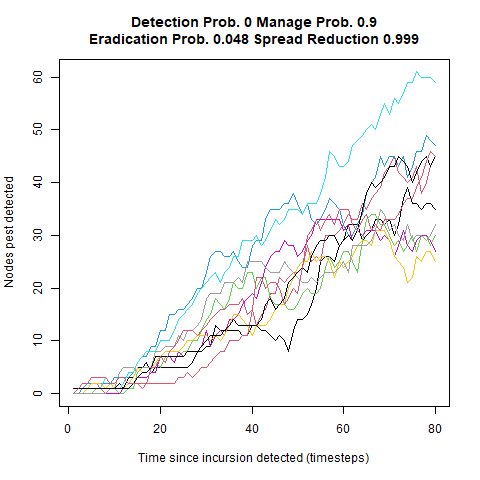 Detection Prob. 0 Manage Prob. 0.9
Eradication Prob. 0.048 Spread Reduction 0.999
Nodes pest detected
60
50
40
30
20
10
0
0 20 40 60 80
Time since incursion detected (timesteps)